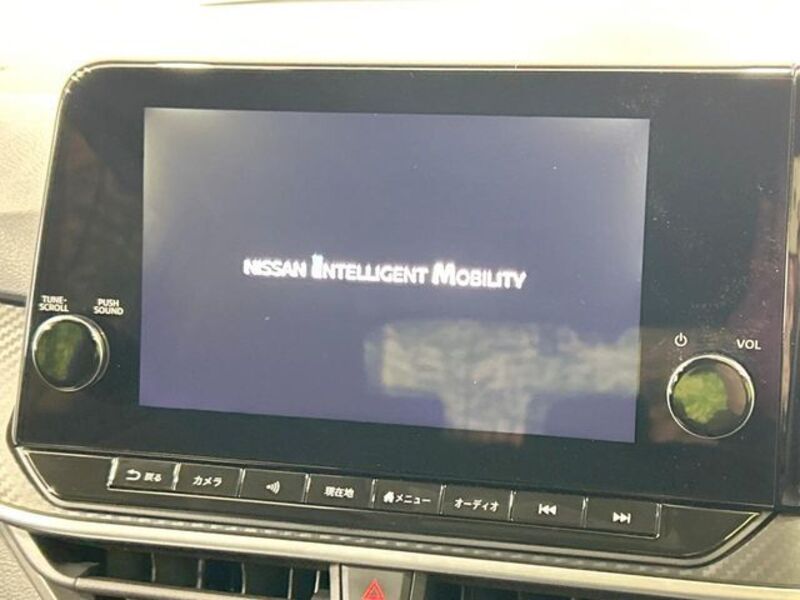 NISSAN INTELLIGENT MOBILITY
TUNE・
SCROLL
PUSH
SOUND
VOL
戻る
カメラ
現在地
メニュー
オーディオ